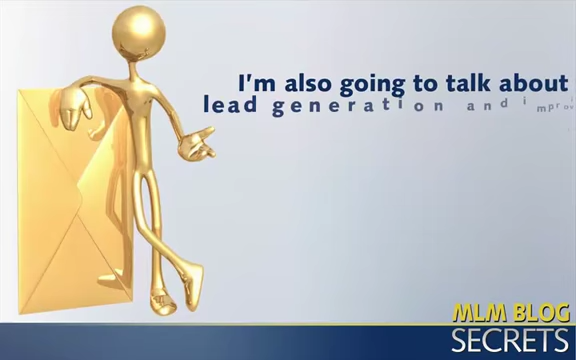 I'm also going to talk about
lead generation and
MLM BLOG
SECRETS